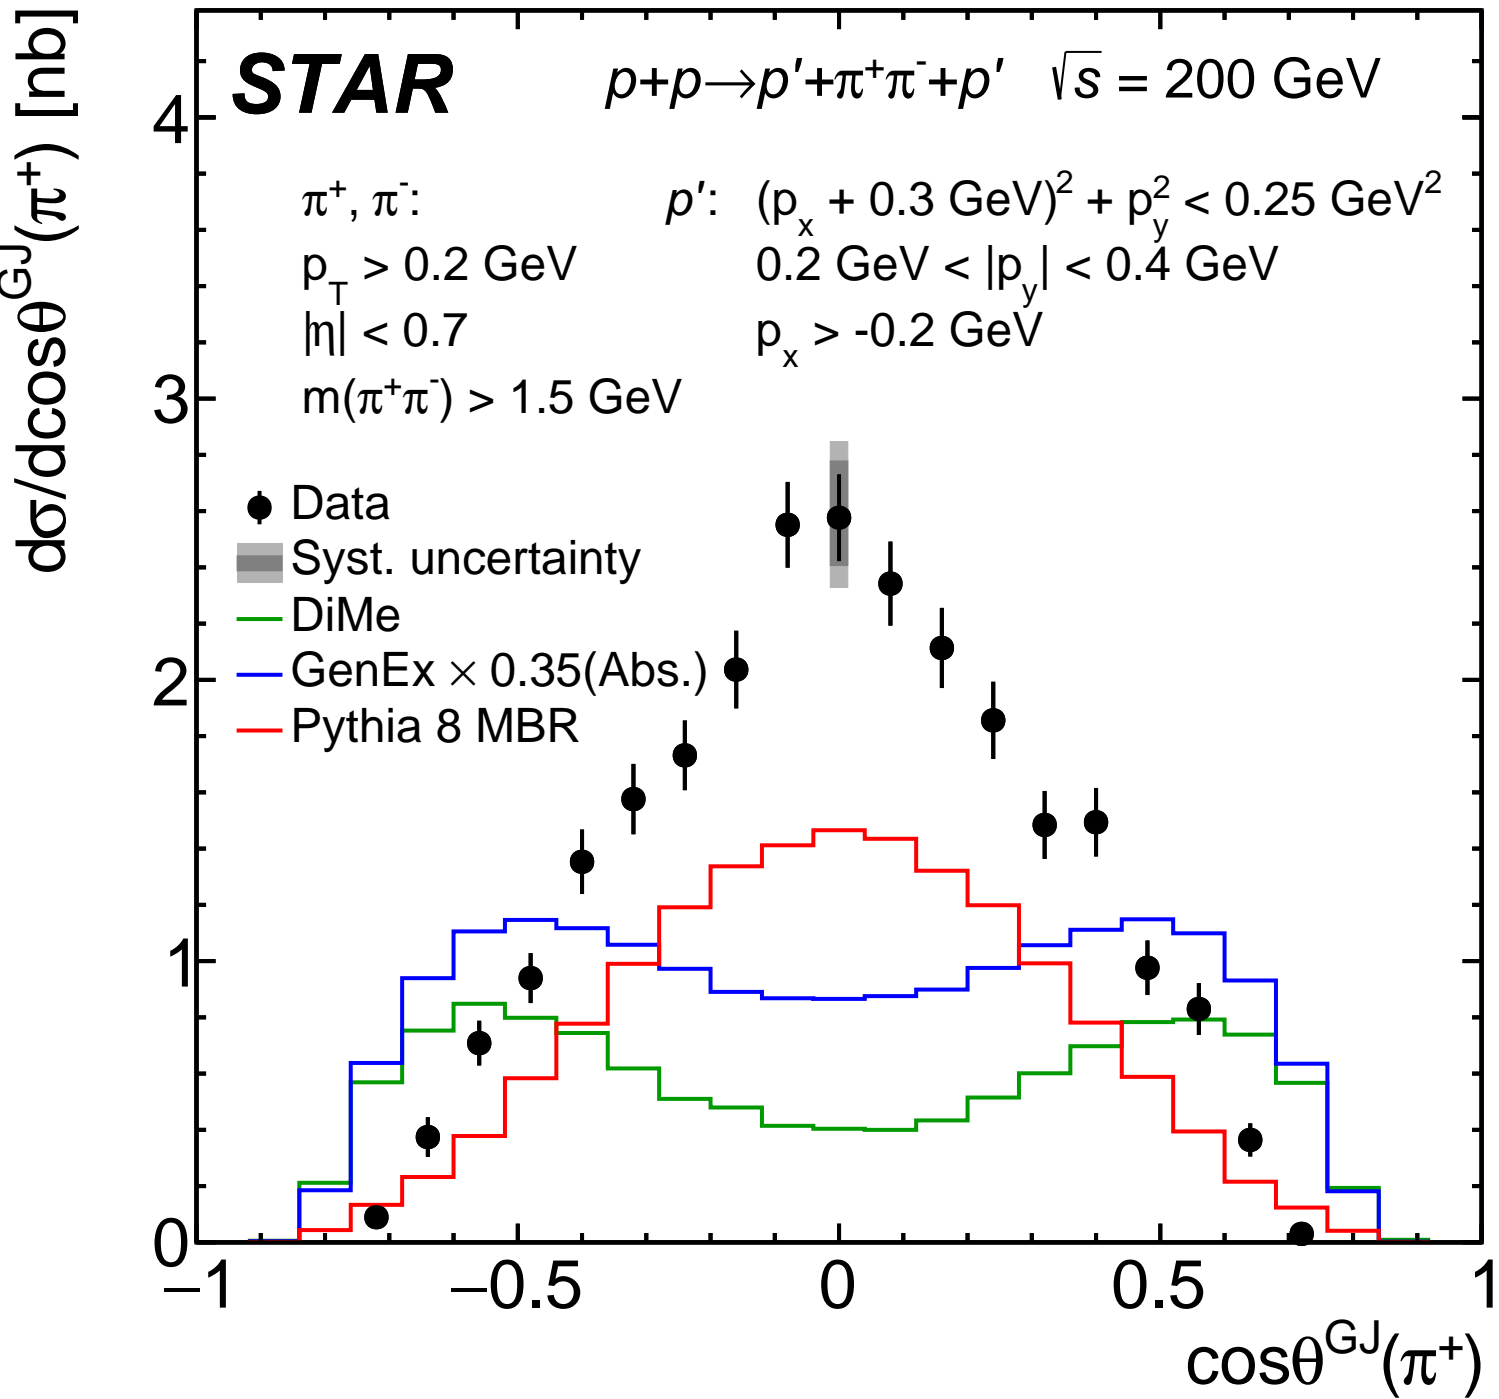 dσ/dcosθ^GJ(π⁺) [nb]
STAR p+p→p′+π⁺π⁻+p′ √s = 200 GeV
π⁺, π⁻: p′: (p_x + 0.3 GeV)² + p_y² < 0.25 GeV²
p_T > 0.2 GeV 0.2 GeV < |p_y| < 0.4 GeV
|η| < 0.7 p_x > -0.2 GeV
m(π⁺π⁻) > 1.5 GeV
Data
Syst. uncertainty
DiMe
GenEx × 0.35(Abs.)
Pythia 8 MBR
4
3
2
1
0
−1 −0.5 0 0.5 1
cosθ^GJ(π⁺)